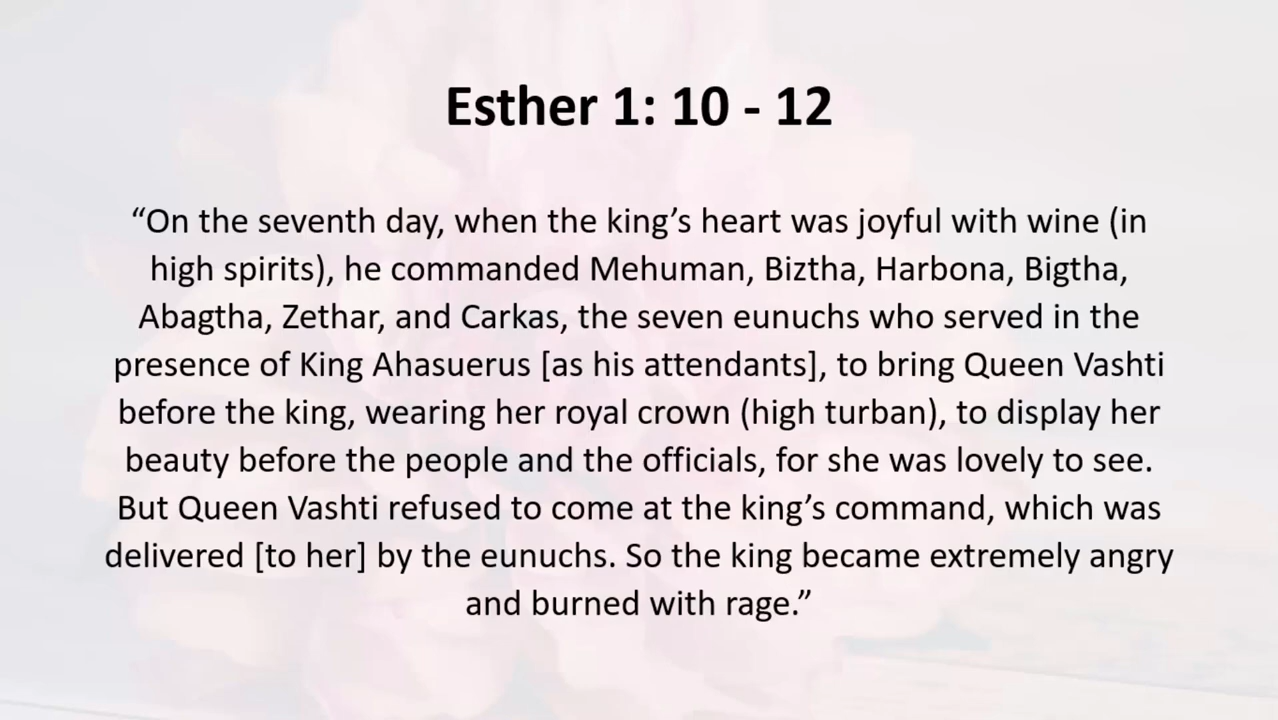 Esther 1: 10 - 12
“On the seventh day, when the king’s heart was joyful with wine (in
high spirits), he commanded Mehuman, Biztha, Harbona, Bigtha,
Abagtha, Zethar, and Carkas, the seven eunuchs who served in the
presence of King Ahasuerus [as his attendants], to bring Queen Vashti
before the king, wearing her royal crown (high turban), to display her
beauty before the people and the officials, for she was lovely to see.
But Queen Vashti refused to come at the king’s command, which was
delivered [to her] by the eunuchs. So the king became extremely angry
and burned with rage.”